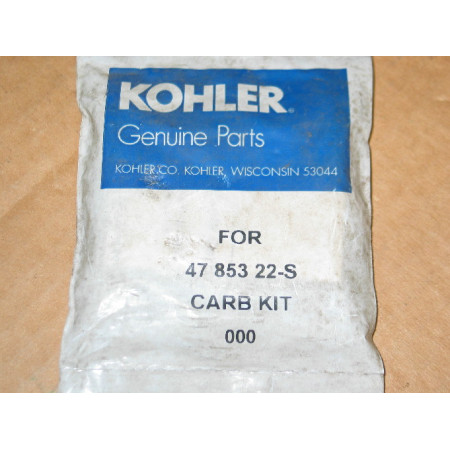 KOHLER®
Genuine Parts
KOHLER CO. KOHLER, WISCONSIN 53044
FOR
47 853 22-S
CARB KIT
000